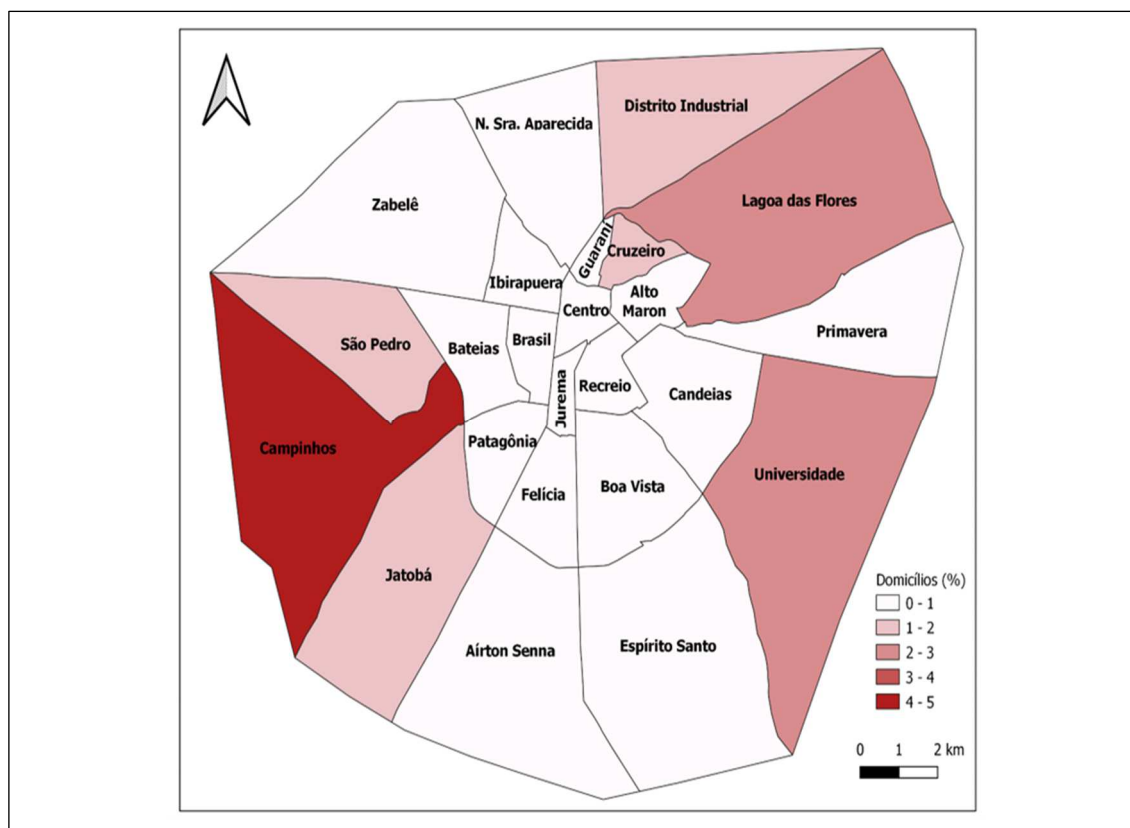 Distrito Industrial
N. Sra. Aparecida
Zabelê
Lagoa das Flores
Guarani
Cruzeiro
Ibirapuera
Centro
Alto
Maron
Primavera
São Pedro
Bateias
Brasil
Jurema
Recreio
Candeias
Campinhos
Patagônia
Felícia
Boa Vista
Universidade
Jatobá
Aírton Senna
Espírito Santo
Domicílios (%)
0 - 1
1 - 2
2 - 3
3 - 4
4 - 5
0 1 2 km